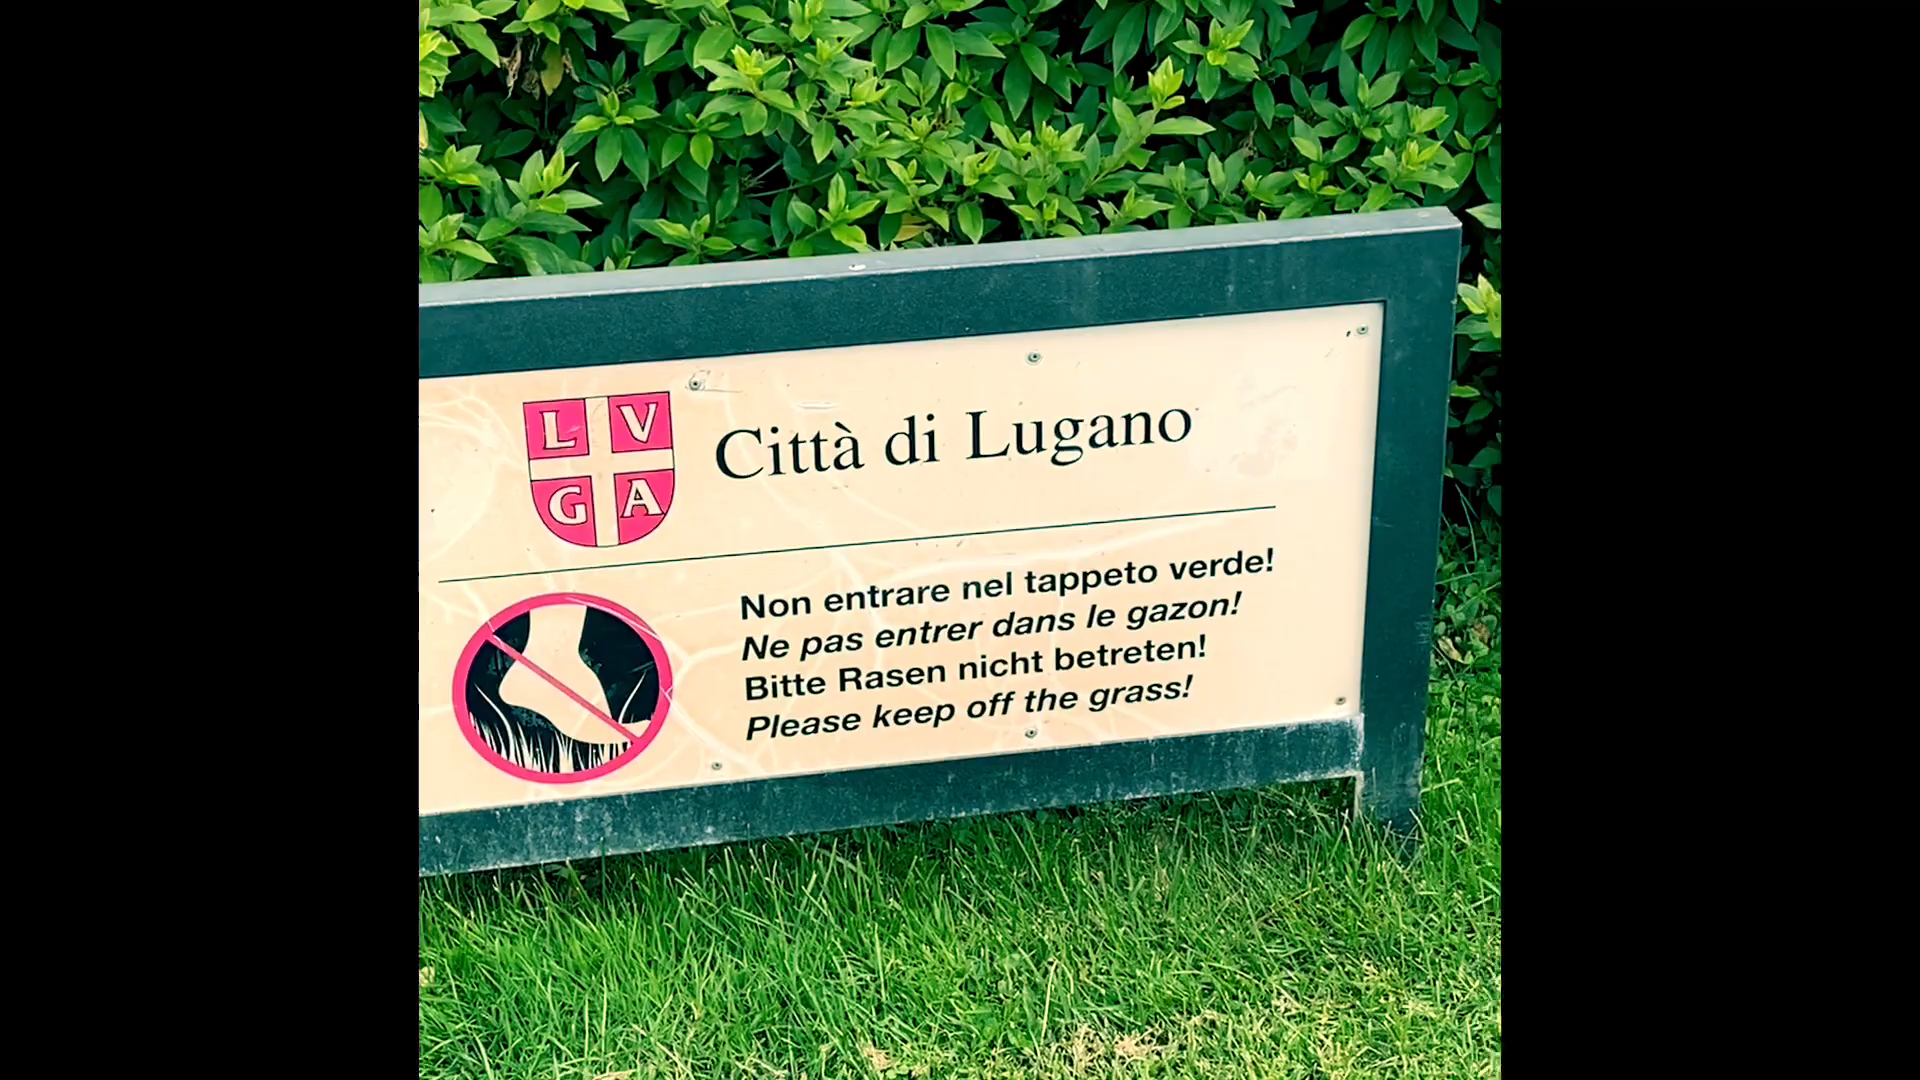 L V
G A
Città di Lugano
Non entrare nel tappeto verde!
Ne pas entrer dans le gazon!
Bitte Rasen nicht betreten!
Please keep off the grass!